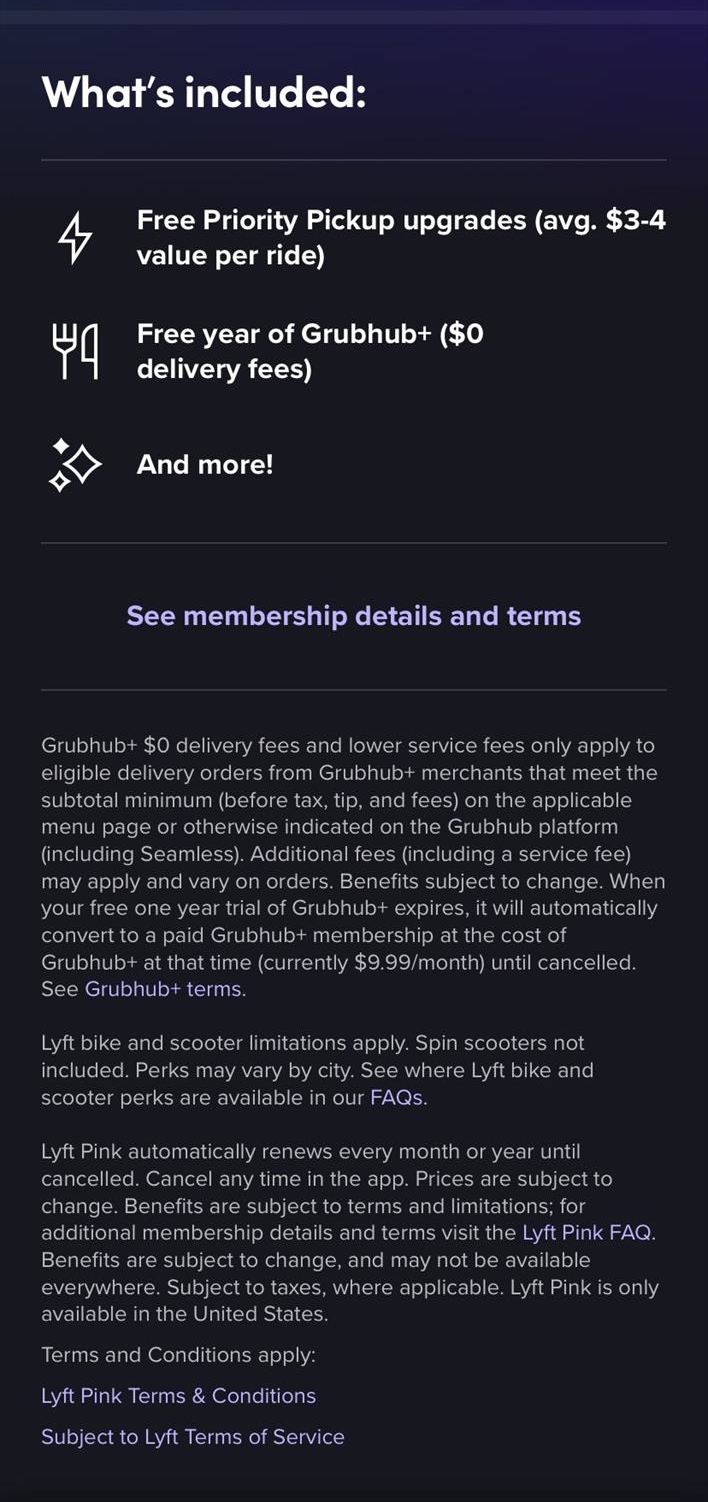 What's included:
Free Priority Pickup upgrades (avg. $3-4
value per ride)
Free year of Grubhub+ ($0
delivery fees)
And more!
See membership details and terms
Grubhub+ $0 delivery fees and lower service fees only apply to
eligible delivery orders from Grubhub+ merchants that meet the
subtotal minimum (before tax, tip, and fees) on the applicable
menu page or otherwise indicated on the Grubhub platform
(including Seamless). Additional fees (including a service fee)
may apply and vary on orders. Benefits subject to change. When
your free one year trial of Grubhub+ expires, it will automatically
convert to a paid Grubhub+ membership at the cost of
Grubhub+ at that time (currently $9.99/month) until cancelled.
See Grubhub+ terms.
Lyft bike and scooter limitations apply. Spin scooters not
included. Perks may vary by city. See where Lyft bike and
scooter perks are available in our FAQs.
Lyft Pink automatically renews every month or year until
cancelled. Cancel any time in the app. Prices are subject to
change. Benefits are subject to terms and limitations; for
additional membership details and terms visit the Lyft Pink FAQ.
Benefits are subject to change, and may not be available
everywhere. Subject to taxes, where applicable. Lyft Pink is only
available in the United States.
Terms and Conditions apply:
Lyft Pink Terms & Conditions
Subject to Lyft Terms of Service